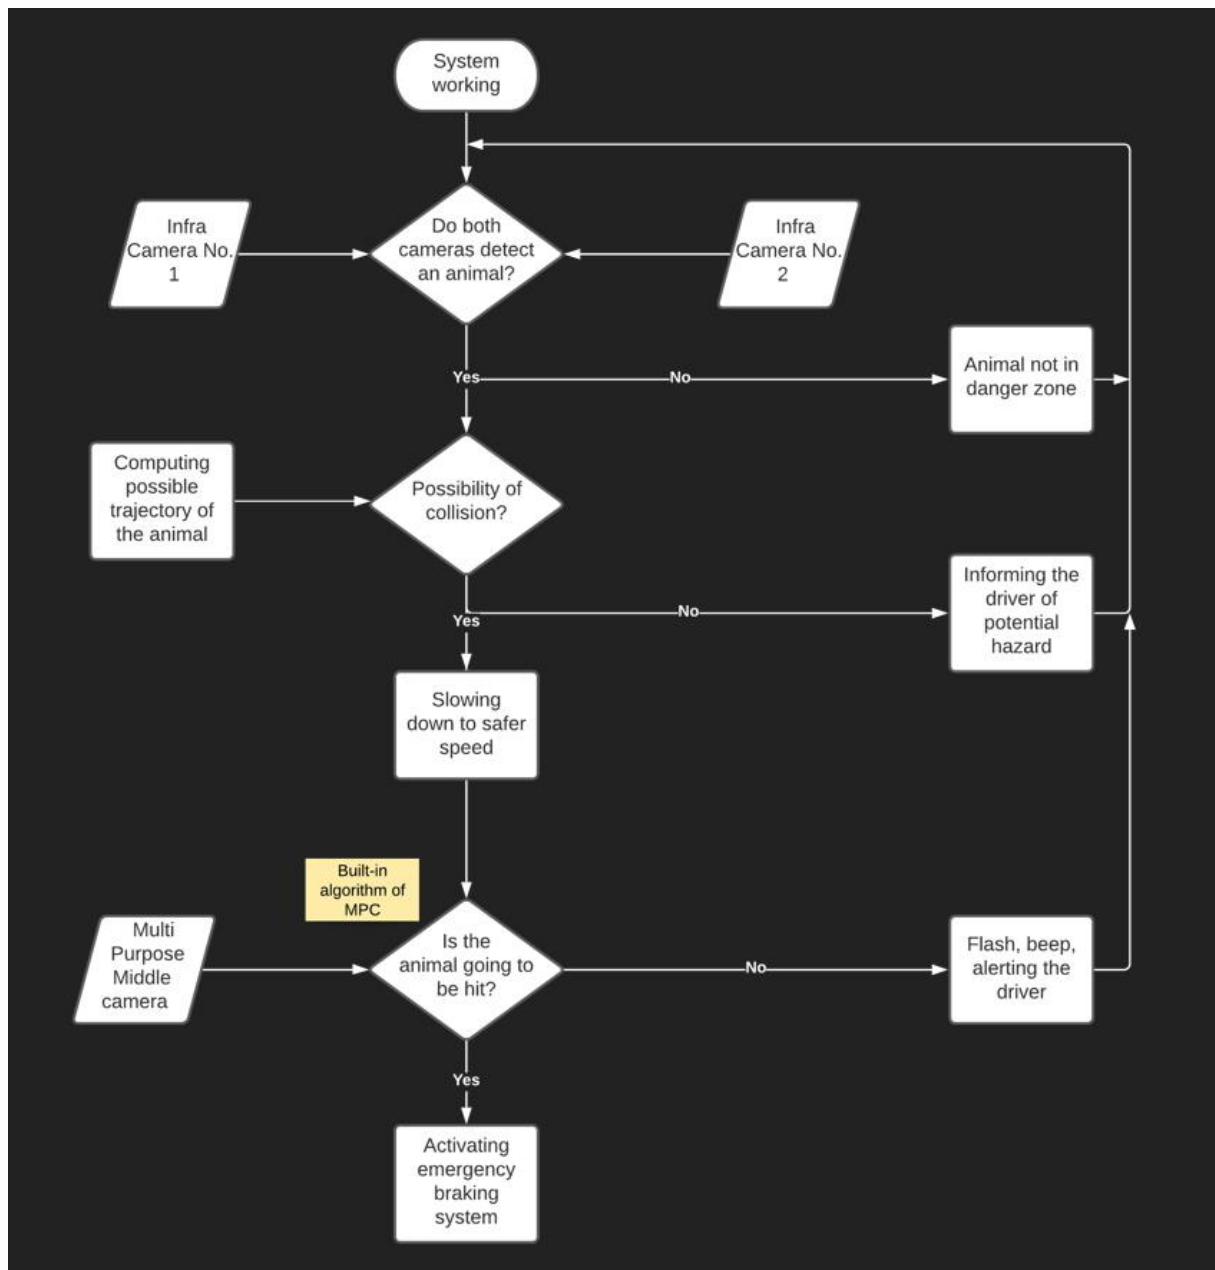 System
working
Infra
Camera No.
1
Do both
cameras detect
an animal?
Infra
Camera No.
2
Yes
No
Animal not in
danger zone
Computing
possible
trajectory of
the animal
Possibility of
collision?
Yes
No
Informing the
driver of
potential
hazard
Slowing
down to safer
speed
Built-in
algorithm of
MPC
Multi
Purpose
Middle
camera
Is the
animal going to
be hit?
No
Flash, beep,
alerting the
driver
Yes
Activating
emergency
braking
system